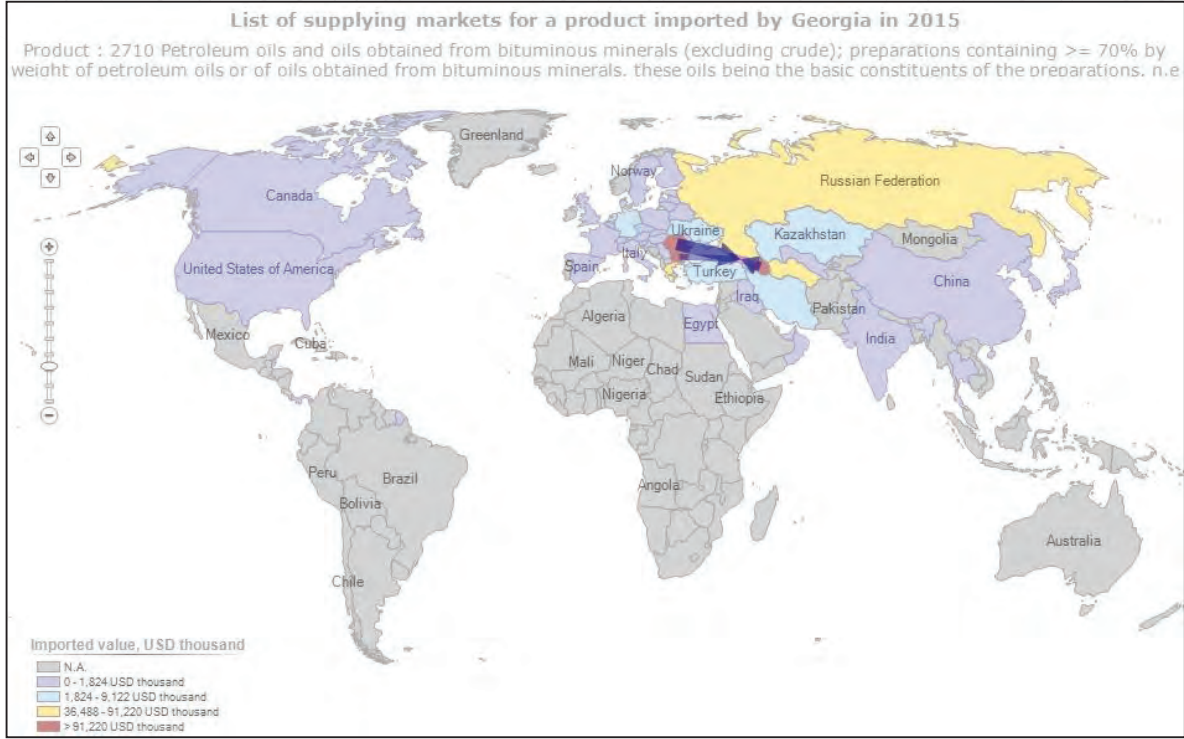 List of supplying markets for a product imported by Georgia in 2015
Product : 2710 Petroleum oils and oils obtained from bituminous minerals (excluding crude); preparations containing >= 70% by
weight of petroleum oils or of oils obtained from bituminous minerals, these oils being the basic constituents of the preparations, n.e
Greenland
Norway
Russian Federation
Canada
Ukraine
Kazakhstan
Mongolia
United States of America
Spain
Italy
Turkey
China
Iraq
Pakistan
Mexico
Cuba
Algeria
Egypt
India
Mali
Niger
Chad
Sudan
Nigeria
Ethiopia
Peru
Brazil
Angola
Bolivia
Australia
Chile
Imported value, USD thousand
N.A.
0 - 1,824 USD thousand
1,824 - 9,122 USD thousand
36,488 - 91,220 USD thousand
> 91,220 USD thousand